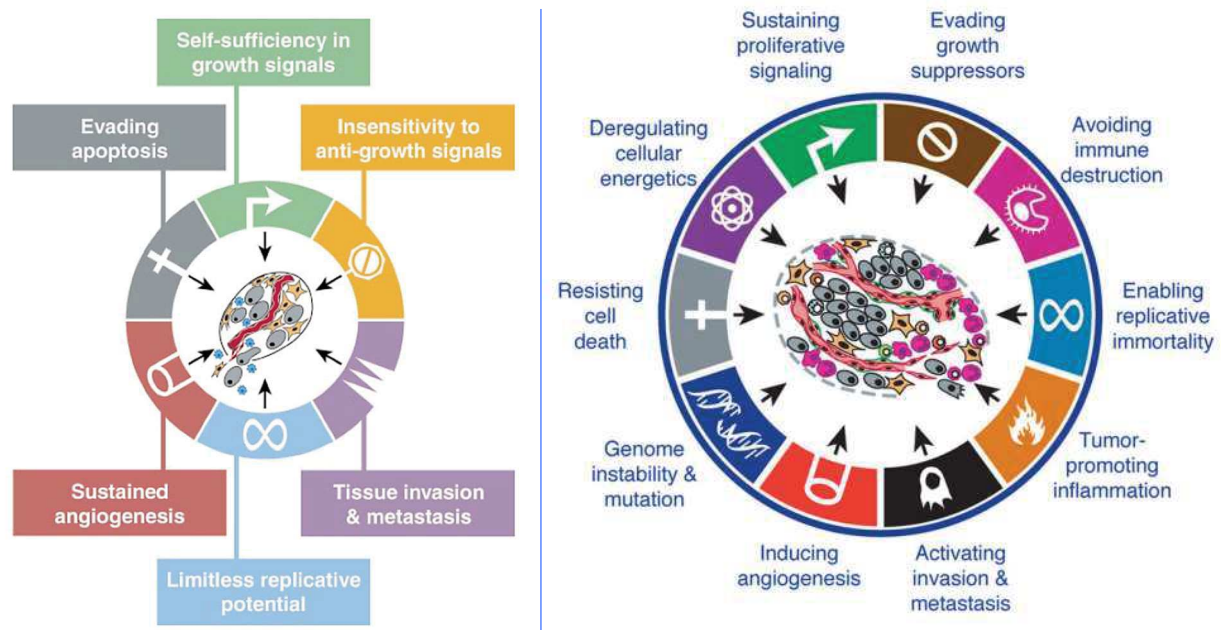 Self-sufficiency in
growth signals
Evading
apoptosis
Insensitivity to
anti-growth signals
Sustained
angiogenesis
Tissue invasion
& metastasis
Limitless replicative
potential
Sustaining
proliferative
signaling
Evading
growth
suppressors
Deregulating
cellular
energetics
Avoiding
immune
destruction
Resisting
cell
death
Enabling
replicative
immortality
Genome
instability &
mutation
Tumor-
promoting
inflammation
Inducing
angiogenesis
Activating
invasion &
metastasis